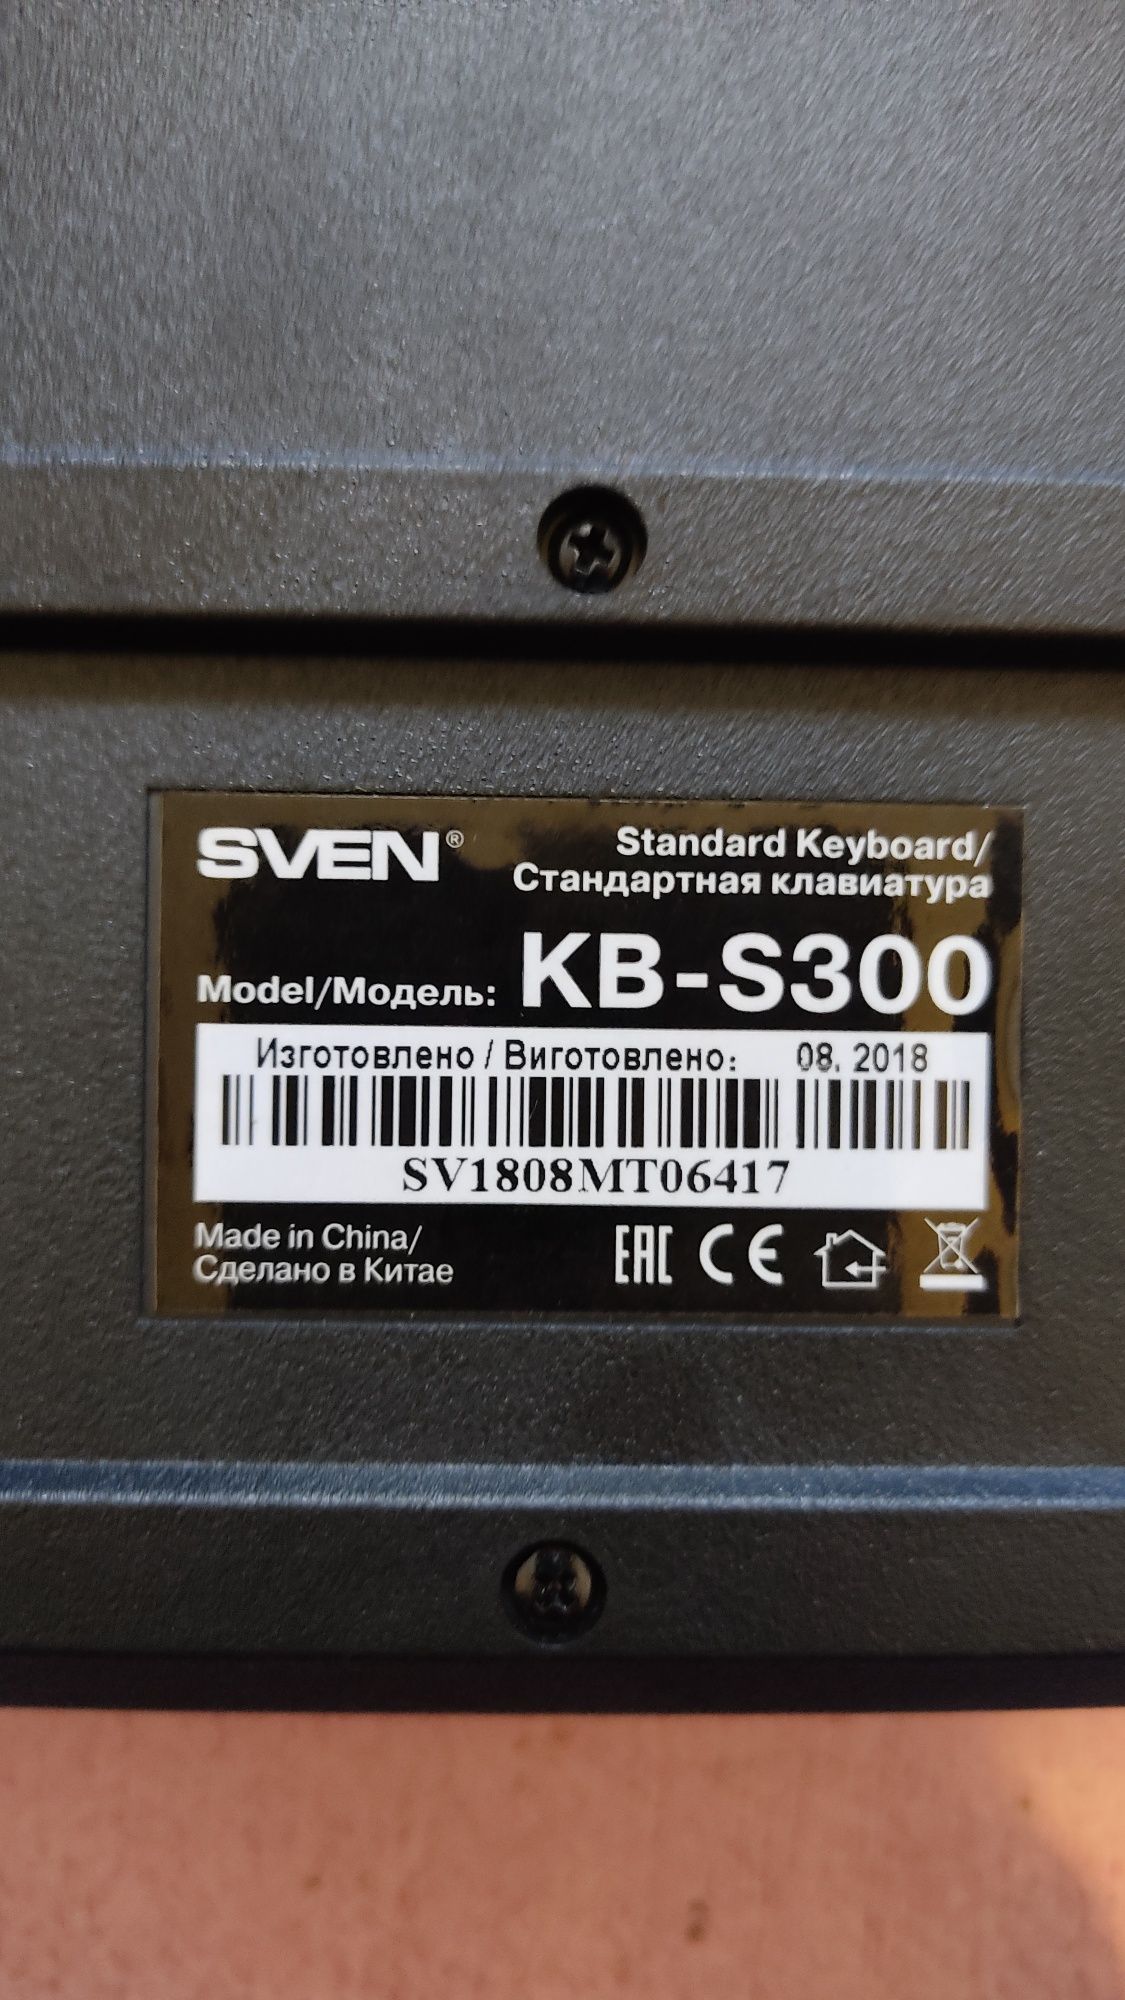 SVEN®
Standard Keyboard/
Стандартная клавиатура
Model/Модель: KB-S300
Изготовлено / Виготовлено: 08. 2018
SV1808MT06417
Made in China/
Сделано в Китае
EAC CE